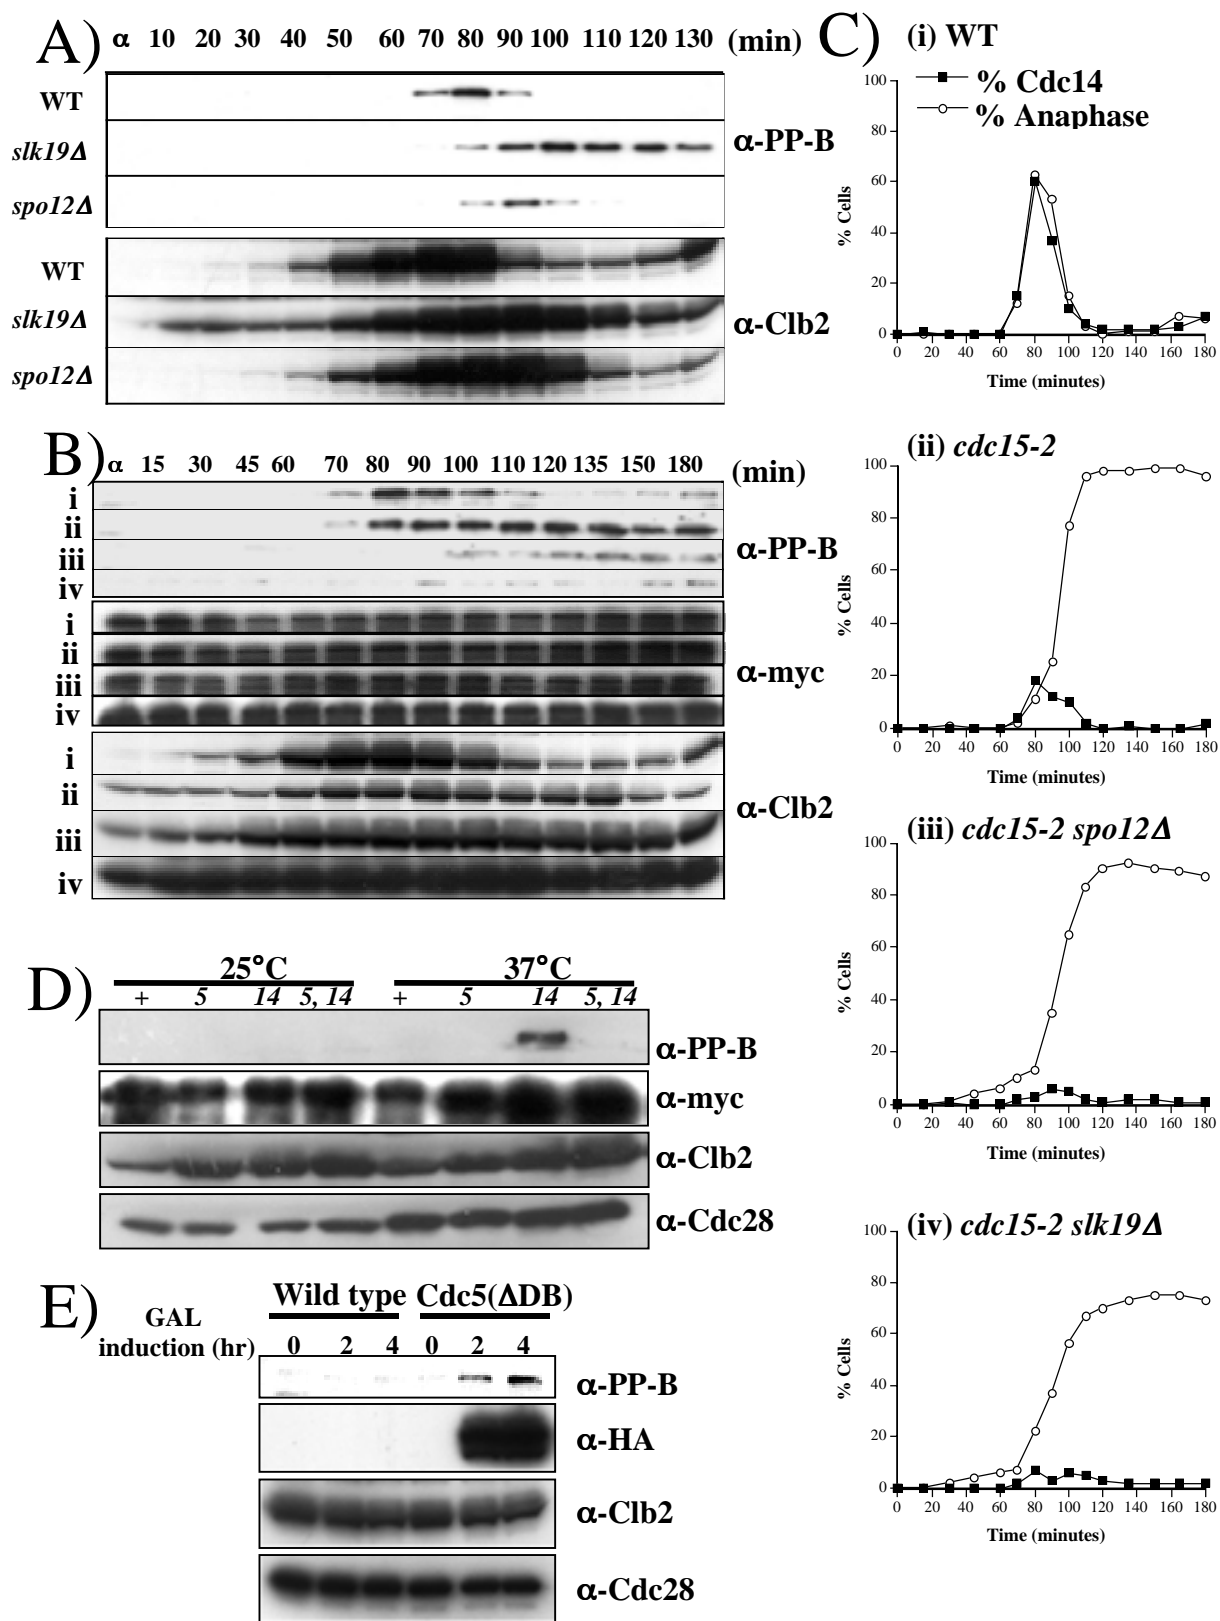 A) α 10 20 30 40 50 60 70 80 90 100 110 120 130 (min)
WT
slk19Δ
spo12Δ
α-PP-B
WT
slk19Δ
spo12Δ
α-Clb2
B) α 15 30 45 60 70 80 90 100 110 120 135 150 180 (min)
i
ii
iii
iv
α-PP-B
i
ii
iii
iv
α-myc
i
ii
iii
iv
α-Clb2
C) (i) WT
% Cdc14
% Anaphase
100
80
60
40
20
0
% Cells
0 20 40 60 80 100 120 140 160 180
Time (minutes)
(ii) cdc15-2
100
80
60
40
20
0
% Cells
0 20 40 60 80 100 120 140 160 180
Time (minutes)
(iii) cdc15-2 spo12Δ
100
80
60
40
20
0
% Cells
0 20 40 60 80 100 120 140 160 180
Time (minutes)
(iv) cdc15-2 slk19Δ
100
80
60
40
20
0
% Cells
0 20 40 60 80 100 120 140 160 180
Time (minutes)
D) 25°C 37°C
+ 5 14 5, 14 + 5 14 5, 14
α-PP-B
α-myc
α-Clb2
α-Cdc28
E) Wild type Cdc5(ΔDB)
GAL
induction (hr) 0 2 4 0 2 4
α-PP-B
α-HA
α-Clb2
α-Cdc28